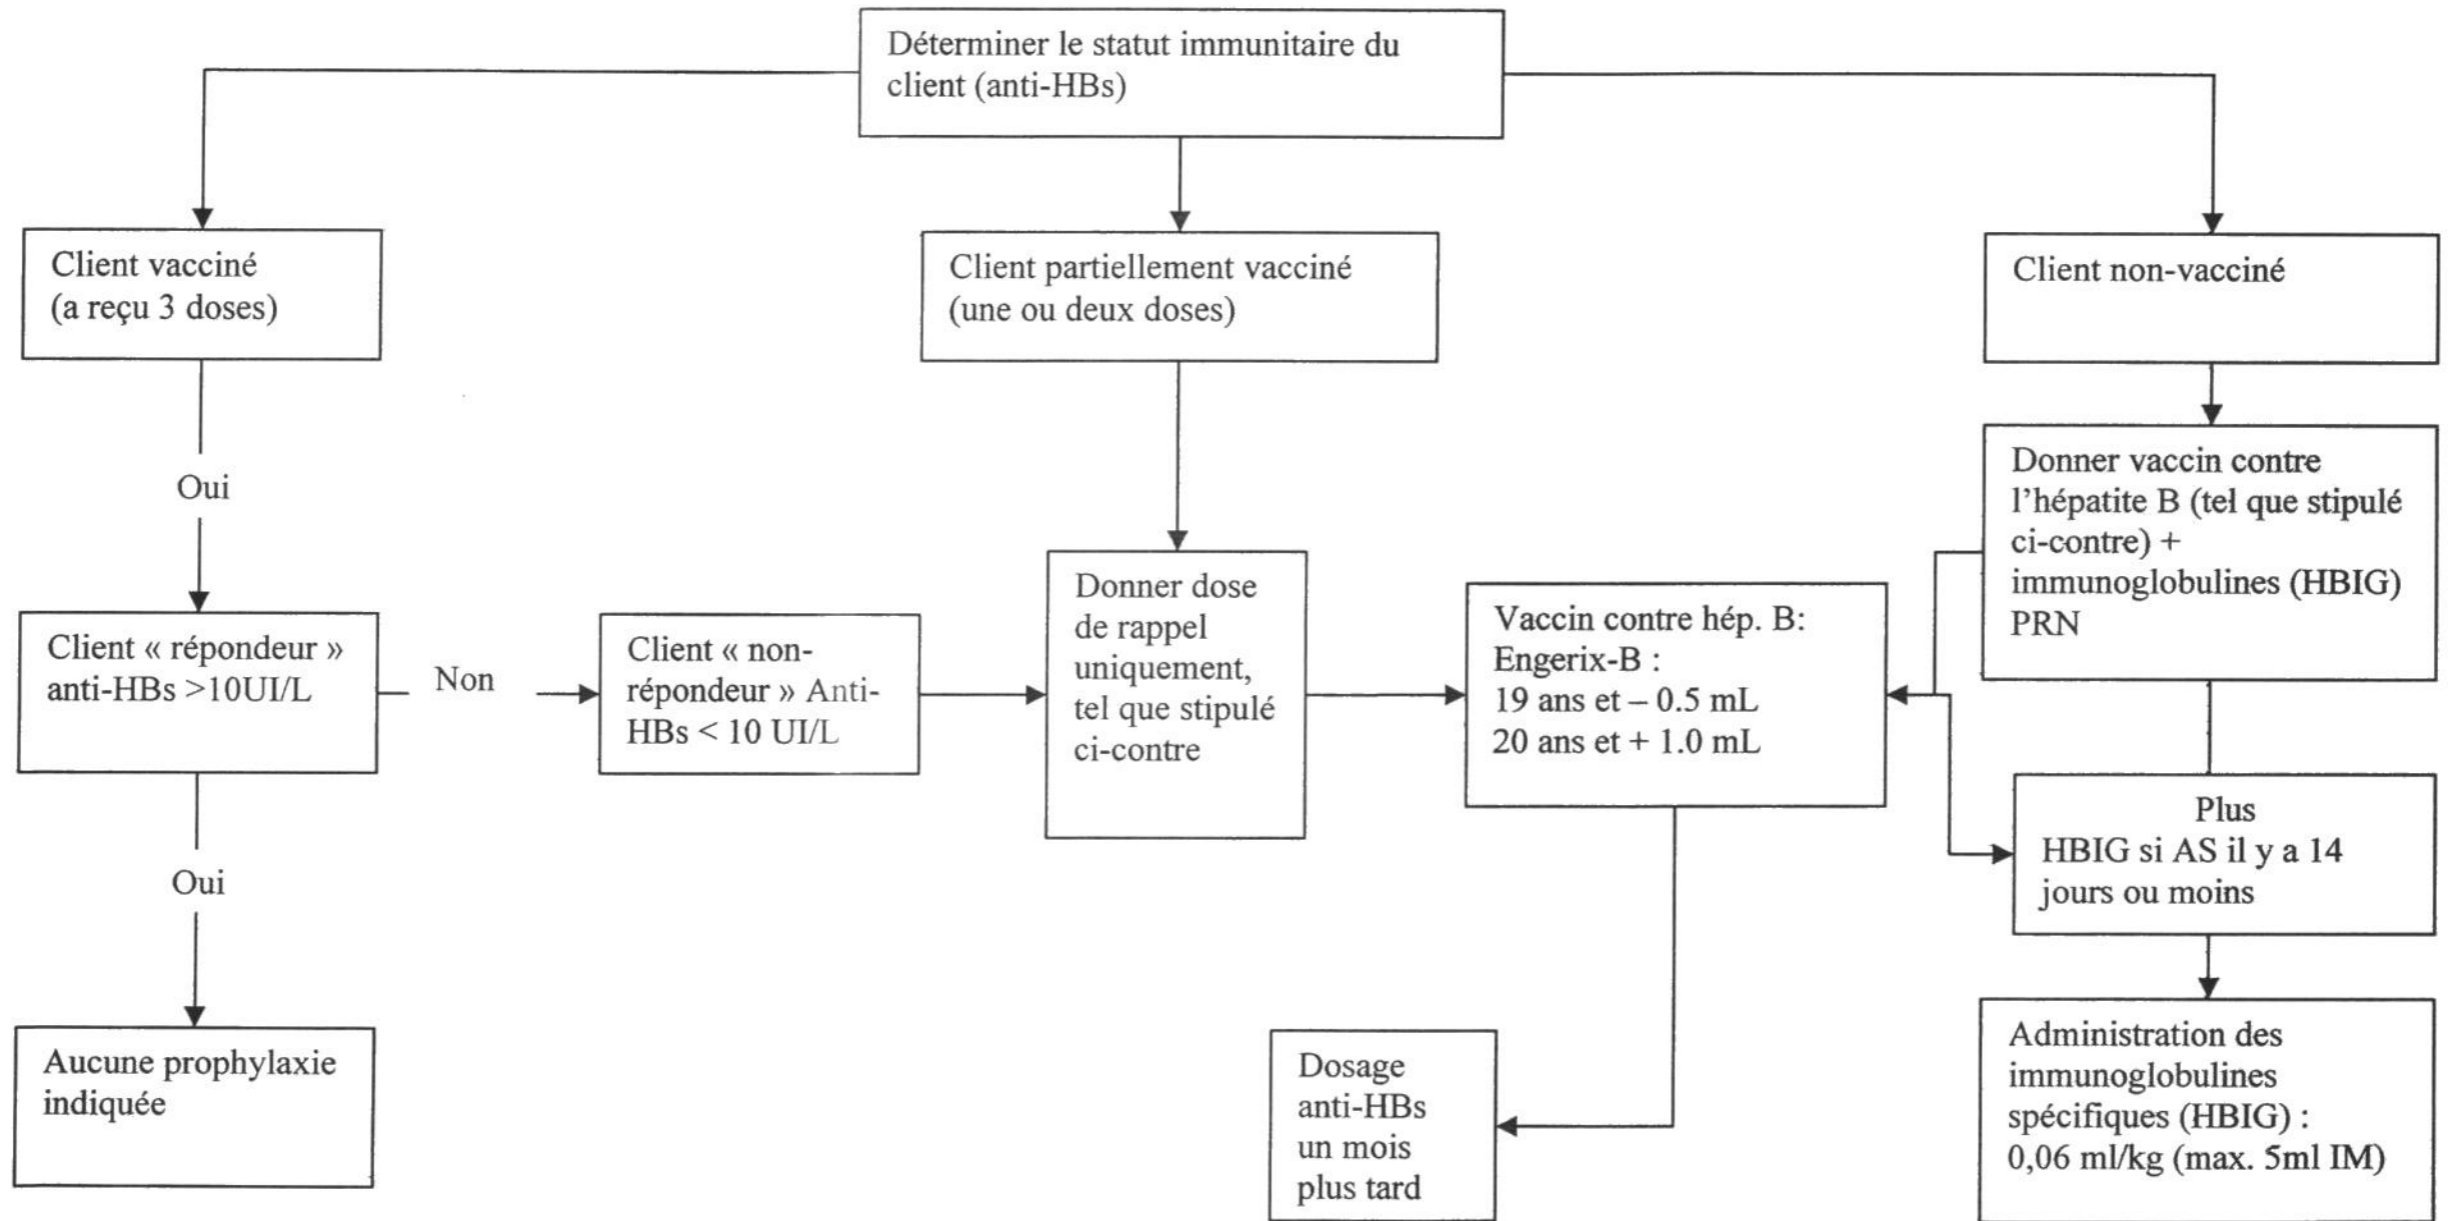 Déterminer le statut immunitaire du
client (anti-HBs)
Client vacciné
(a reçu 3 doses)
Client partiellement vacciné
(une ou deux doses)
Client non-vacciné
Oui
Donner vaccin contre
l'hépatite B (tel que stipulé
ci-contre) +
immunoglobulines (HBIG)
PRN
Client « répondeur »
anti-HBs >10UI/L
Non
Client « non-
répondeur » Anti-
HBs < 10 UI/L
Donner dose
de rappel
uniquement,
tel que stipulé
ci-contre
Vaccin contre hép. B:
Engerix-B :
19 ans et – 0.5 mL
20 ans et + 1.0 mL
Plus
HBIG si AS il y a 14
jours ou moins
Oui
Aucune prophylaxie
indiquée
Dosage
anti-HBs
un mois
plus tard
Administration des
immunoglobulines
spécifiques (HBIG) :
0,06 ml/kg (max. 5ml IM)